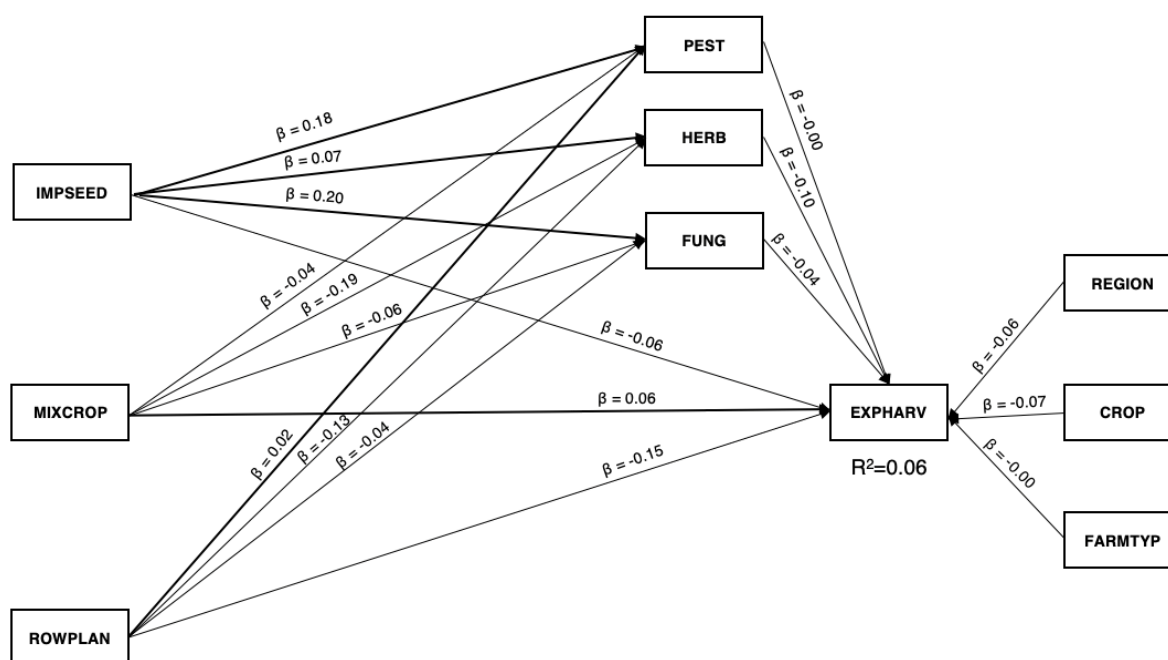 PEST
β = -0.00
β = 0.18
HERB
β = 0.07
β = -0.10
IMPSEED
β = 0.20
FUNG
β = -0.04
β = -0.04
β = -0.19
β = -0.06
β = -0.06
REGION
β = -0.06
MIXCROP
β = 0.06
EXPHARV
β = -0.07
CROP
β = 0.02
β = -0.13
β = -0.04
β = -0.15
R²=0.06
β = -0.00
FARMTYP
ROWPLAN